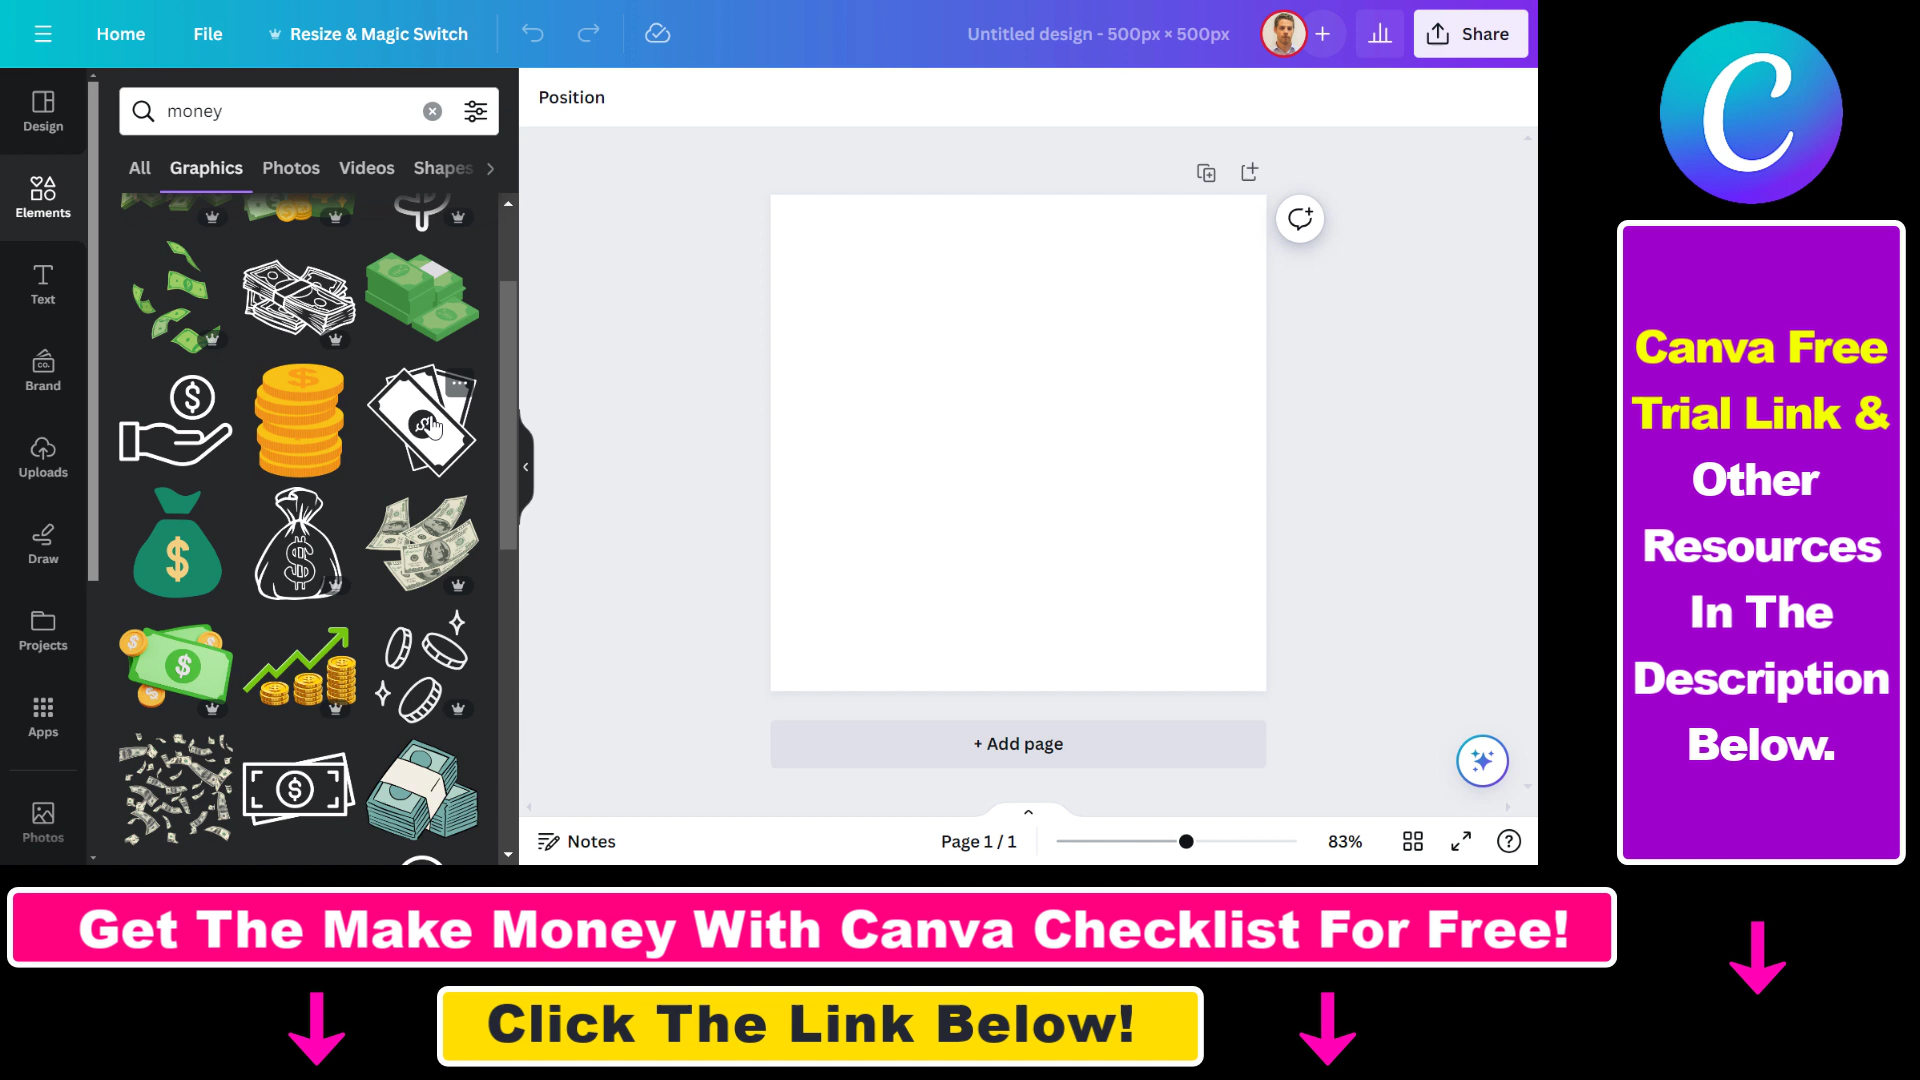 Home
File
Resize & Magic Switch
Untitled design - 500px × 500px
Share
Design
Elements
Text
Brand
CO.
Uploads
Draw
Projects
Apps
Photos
money
All
Graphics
Photos
Videos
Shapes
Position
+ Add page
Notes
Page 1 / 1
83%
C
Canva Free
Trial Link &
Other
Resources
In The
Description
Below.
Get The Make Money With Canva Checklist For Free!
Click The Link Below!